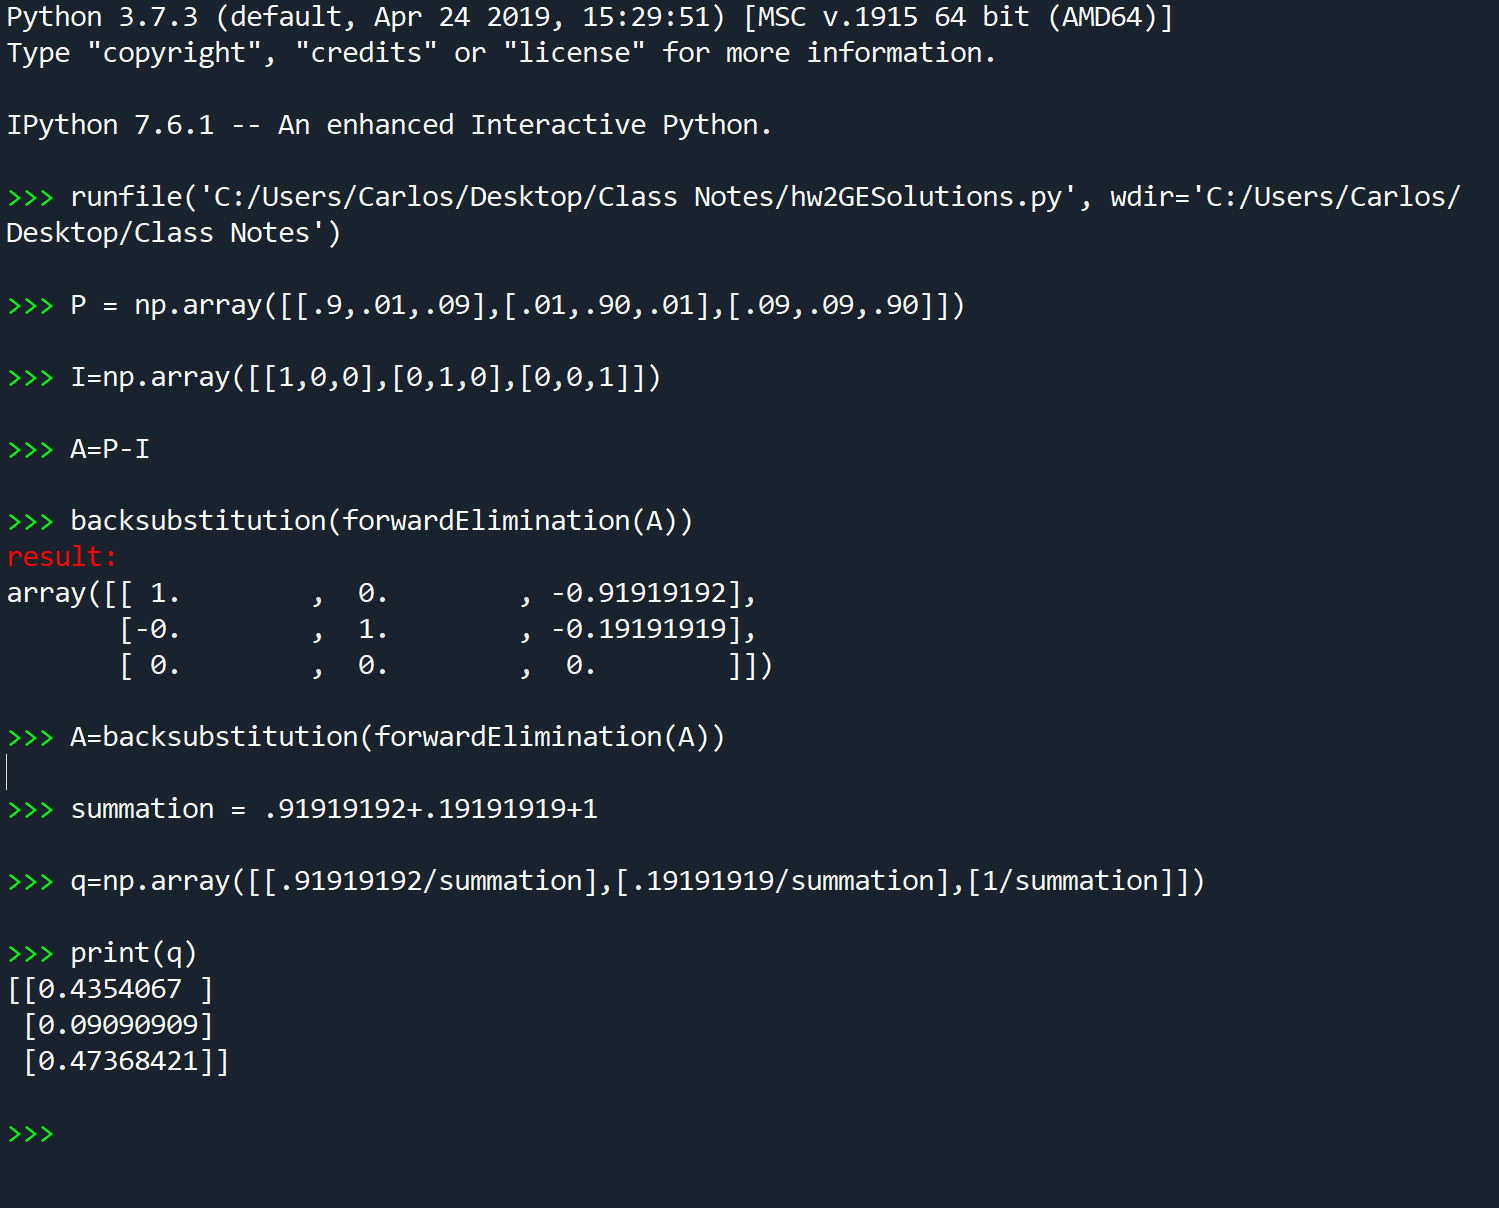 Python 3.7.3 (default, Apr 24 2019, 15:29:51) [MSC v.1915 64 bit (AMD64)]
Type "copyright", "credits" or "license" for more information.
IPython 7.6.1 -- An enhanced Interactive Python.
>>> runfile('C:/Users/Carlos/Desktop/Class Notes/hw2GESolutions.py', wdir='C:/Users/Carlos/
Desktop/Class Notes')
>>> P = np.array([[.9,.01,.09],[.01,.90,.01],[.09,.09,.90]])
>>> I=np.array([[1,0,0],[0,1,0],[0,0,1]])
>>> A=P-I
>>> backsubstitution(forwardElimination(A))
result:
array([[ 1.        ,  0.        , -0.91919192],
       [-0.        ,  1.        , -0.19191919],
       [ 0.        ,  0.        ,  0.        ]])
>>> A=backsubstitution(forwardElimination(A))
>>> summation = .91919192+.19191919+1
>>> q=np.array([[.91919192/summation],[.19191919/summation],[1/summation]])
>>> print(q)
[[0.4354067 ]
 [0.09090909]
 [0.47368421]]
>>>